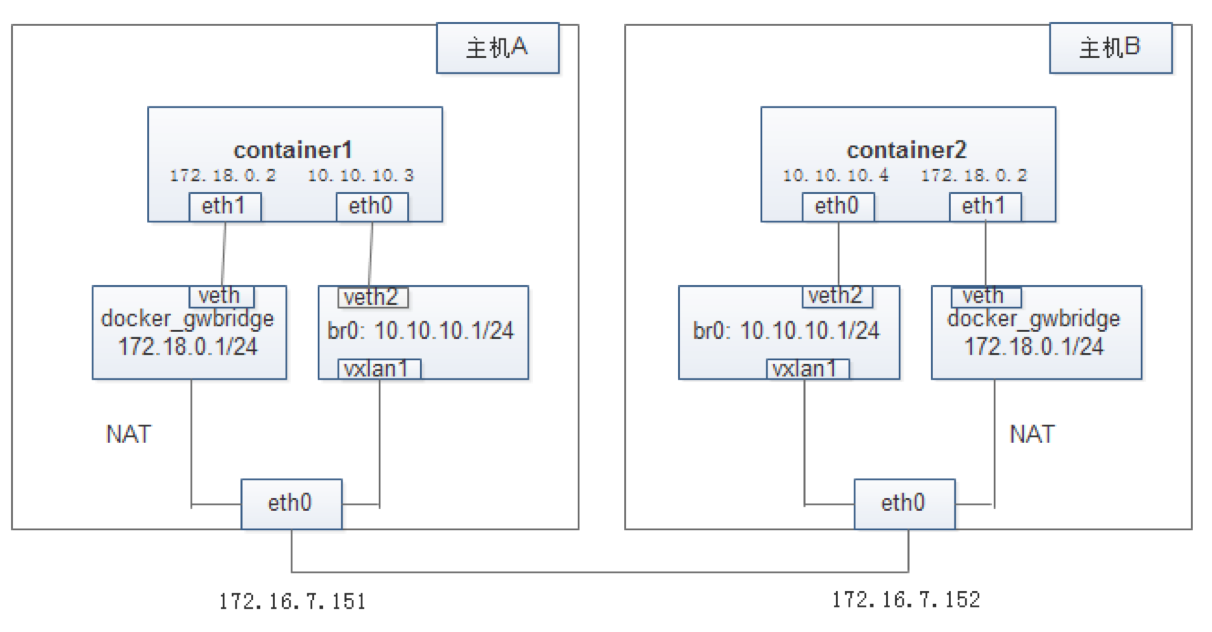 主机A
container1
172.18.0.2 10.10.10.3
eth1 eth0
veth veth2
docker_gwbridge
172.18.0.1/24
br0: 10.10.10.1/24
vxlan1
NAT
eth0
172.16.7.151
主机B
container2
10.10.10.4 172.18.0.2
eth0 eth1
veth2 veth
br0: 10.10.10.1/24
vxlan1
docker_gwbridge
172.18.0.1/24
NAT
eth0
172.16.7.152